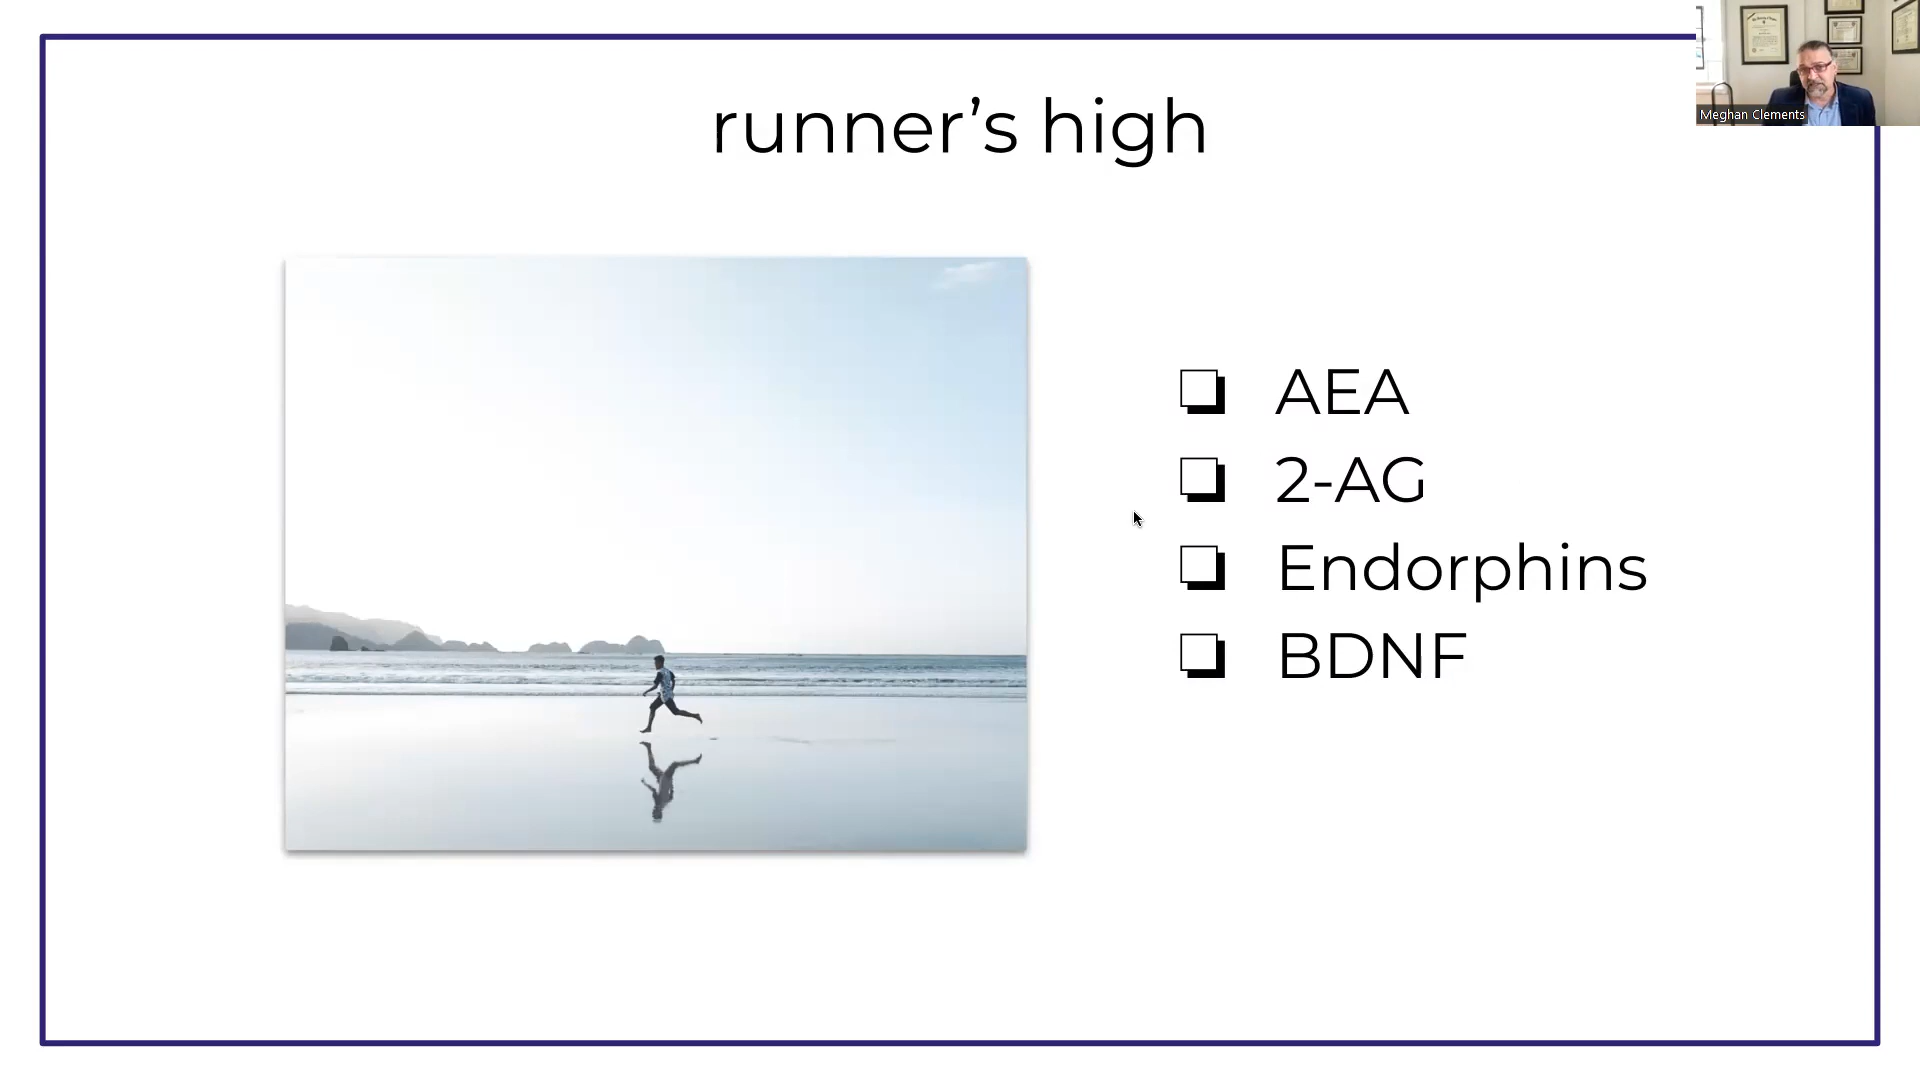 runner’s high
Meghan Clements
AEA
2-AG
Endorphins
BDNF